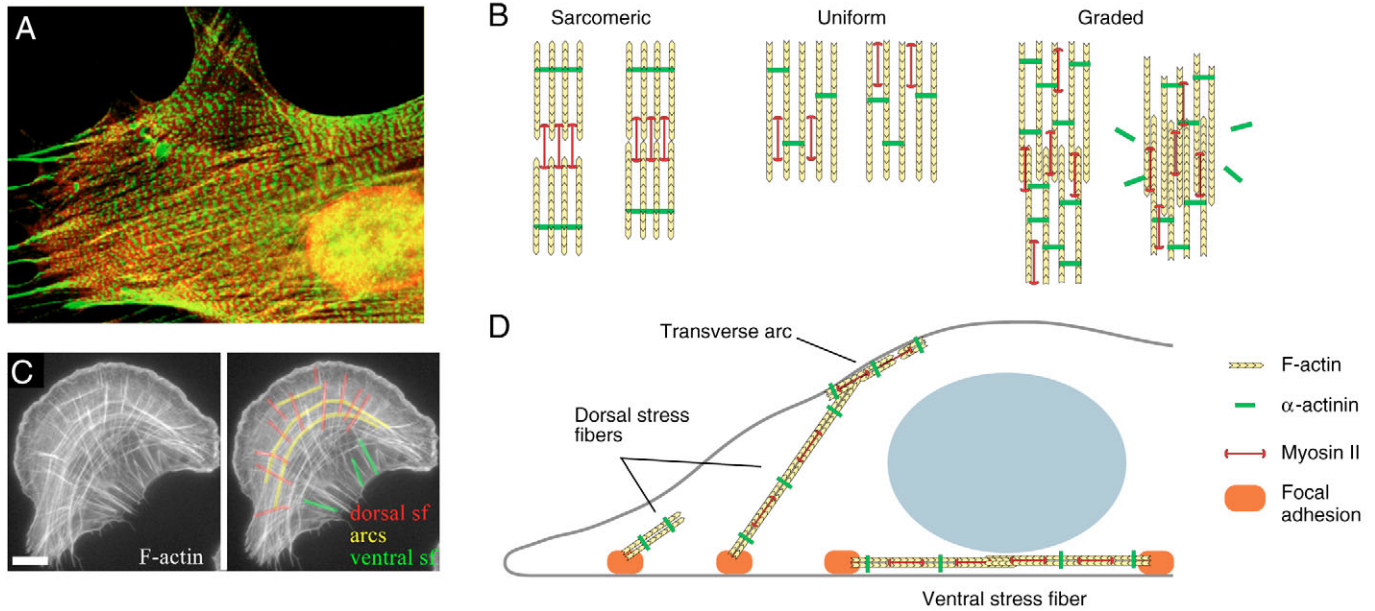 A
B
Sarcomeric
Uniform
Graded
C
F-actin
dorsal sf
arcs
ventral sf
D
Transverse arc
Dorsal stress
fibers
Ventral stress fiber
F-actin
α-actinin
Myosin II
Focal
adhesion